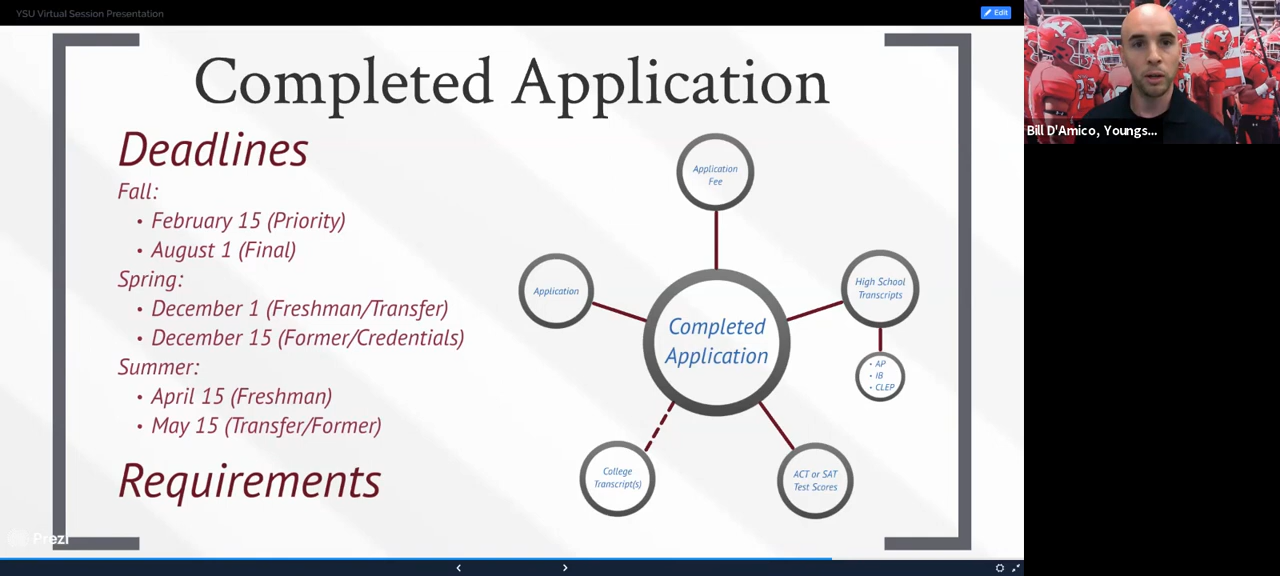 YSU Virtual Session Presentation
Edit
Completed Application
Deadlines
Fall:
• February 15 (Priority)
• August 1 (Final)
Spring:
• December 1 (Freshman/Transfer)
• December 15 (Former/Credentials)
Summer:
• April 15 (Freshman)
• May 15 (Transfer/Former)
Requirements
Application
Fee
Application
High School
Transcripts
• AP
• IB
• CLEP
Completed
Application
College
Transcript(s)
ACT or SAT
Test Scores
Prezi
Bill D'Amico, Youngs...